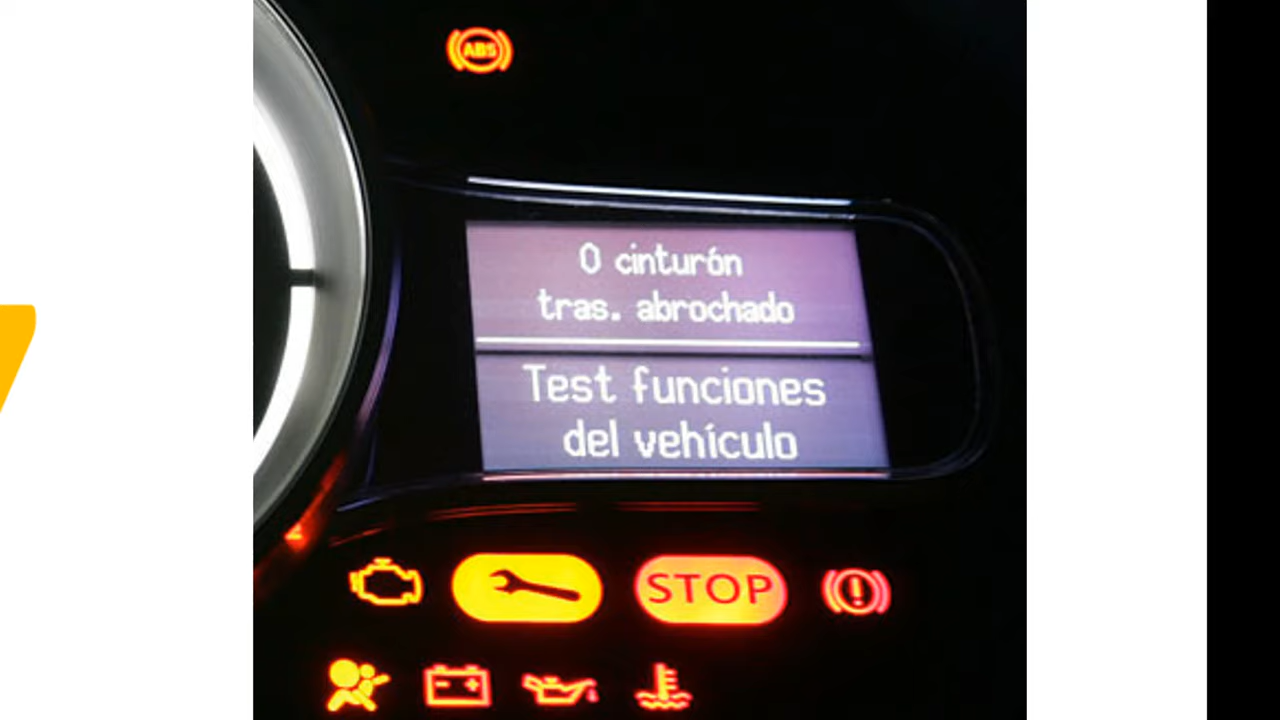 ABS
0 cinturón
tras. abrochado
Test funciones
del vehículo
STOP